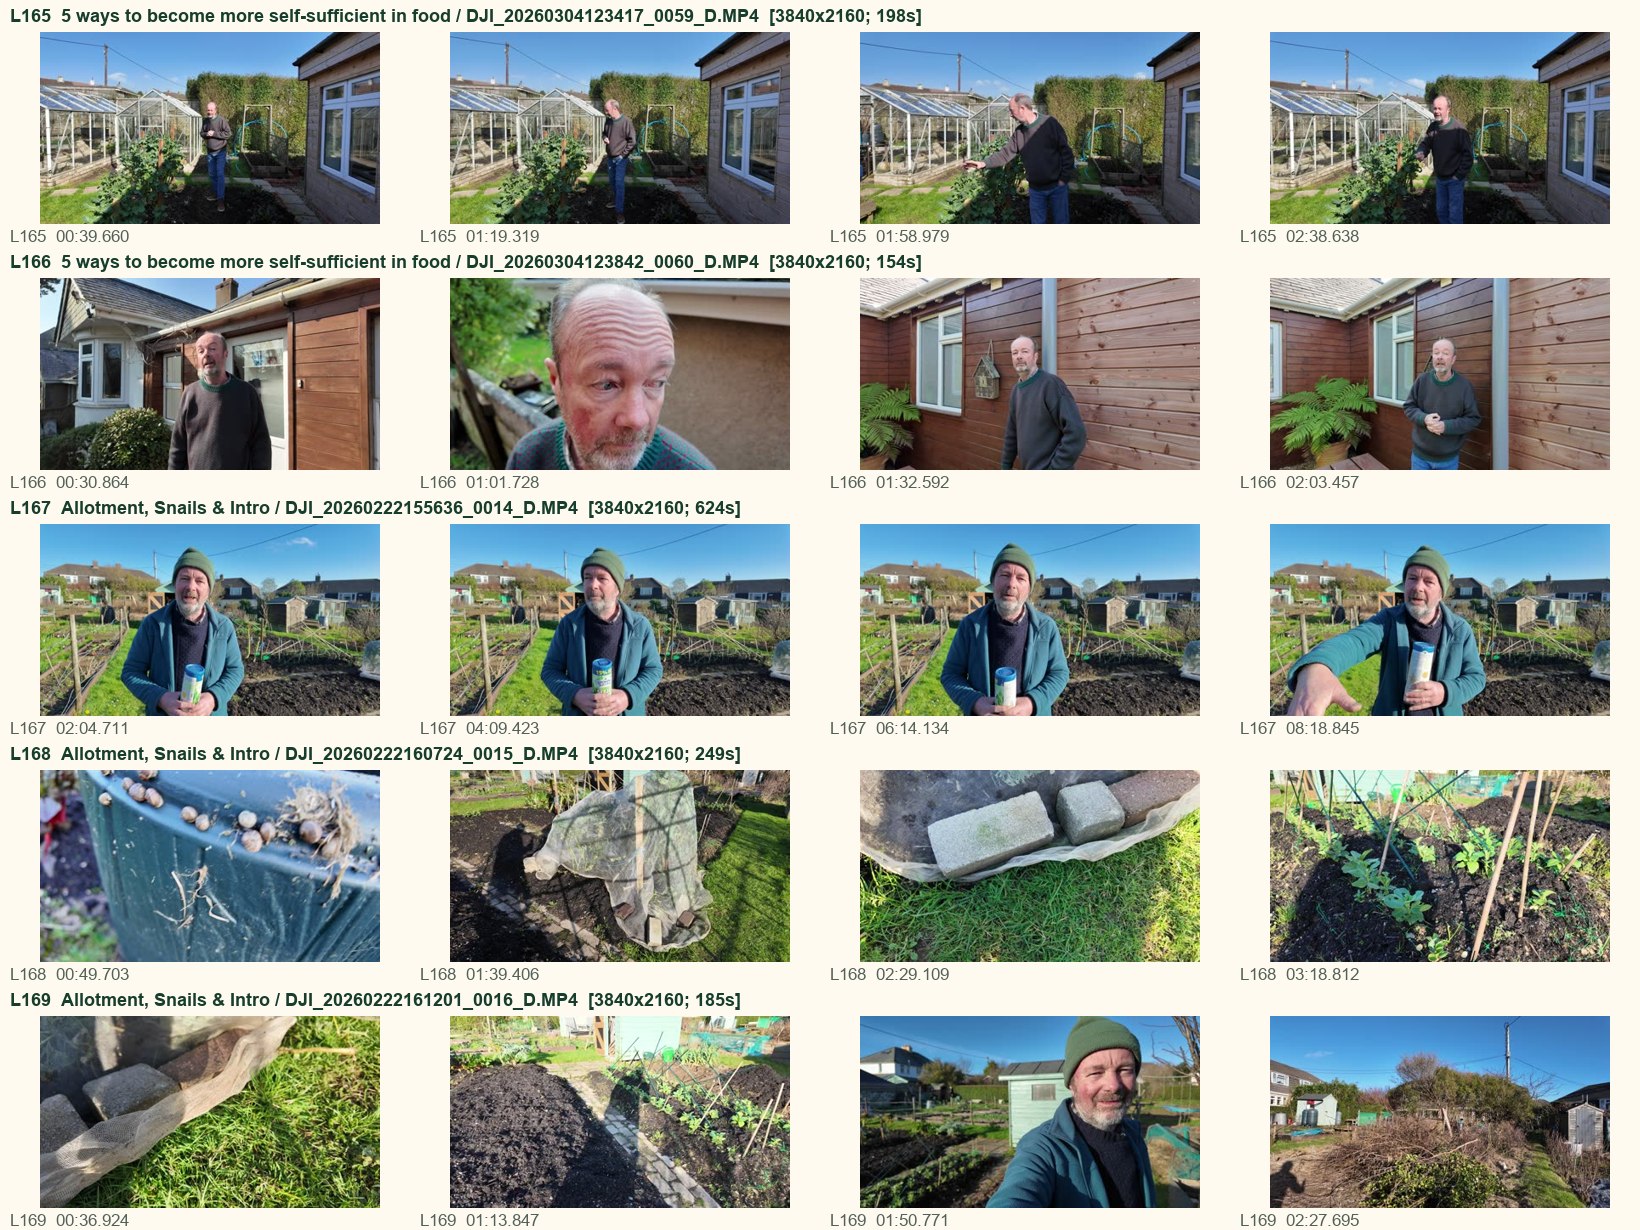 L165 5 ways to become more self-sufficient in food / DJI_20260304123417_0059_D.MP4 [3840x2160; 198s]
L165 00:39.660
L165 01:19.319
L165 01:58.979
L165 02:38.638
L166 5 ways to become more self-sufficient in food / DJI_20260304123842_0060_D.MP4 [3840x2160; 154s]
L166 00:30.864
L166 01:01.728
L166 01:32.592
L166 02:03.457
L167 Allotment, Snails & Intro / DJI_20260222155636_0014_D.MP4 [3840x2160; 624s]
L167 02:04.711
L167 04:09.423
L167 06:14.134
L167 08:18.845
L168 Allotment, Snails & Intro / DJI_20260222160724_0015_D.MP4 [3840x2160; 249s]
L168 00:49.703
L168 01:39.406
L168 02:29.109
L168 03:18.812
L169 Allotment, Snails & Intro / DJI_20260222161201_0016_D.MP4 [3840x2160; 185s]
L169 00:36.924
L169 01:13.847
L169 01:50.771
L169 02:27.695